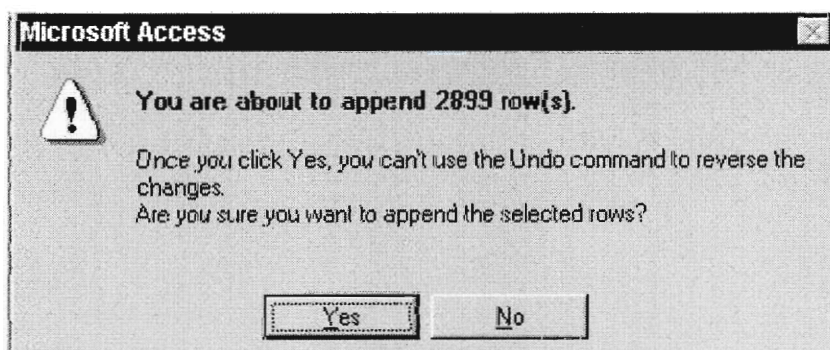 Microsoft Access
You are about to append 2899 row(s).
Once you click Yes, you can't use the Undo command to reverse the
changes.
Are you sure you want to append the selected rows?
Yes
No